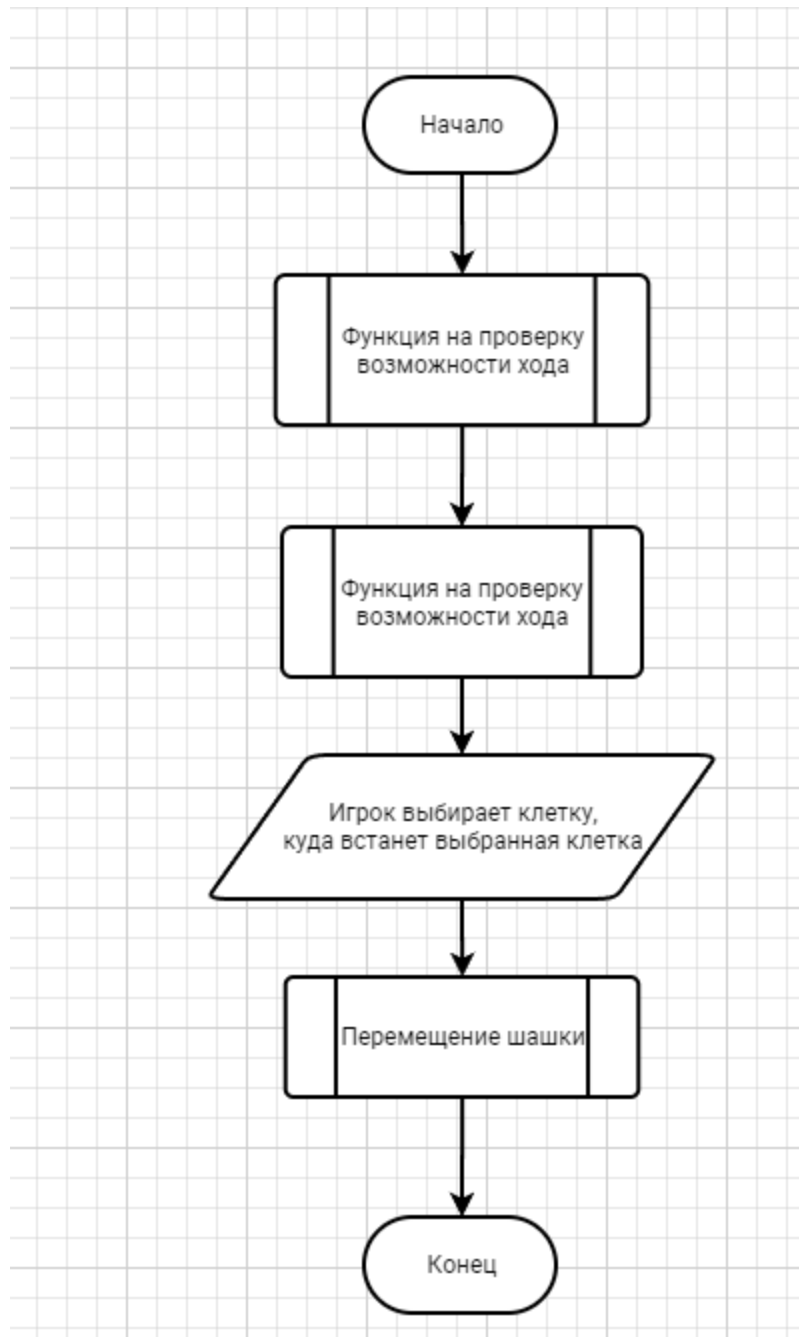 Начало
Функция на проверку
возможности хода
Функция на проверку
возможности хода
Игрок выбирает клетку,
куда встанет выбранная клетка
Перемещение шашки
Конец